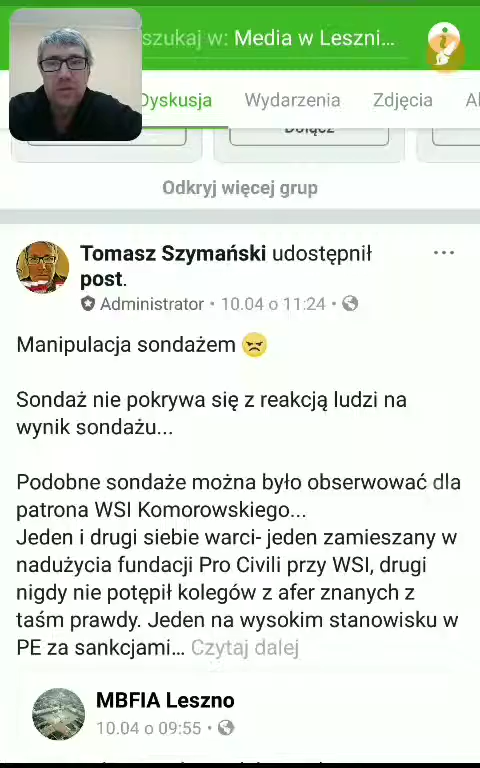 szukaj w: Media w Leszni...
Dyskusja Wydarzenia Zdjęcia
Dołącz
Odkryj więcej grup
Tomasz Szymański udostępnił
post.
Administrator • 10.04 o 11:24 •
Manipulacja sondażem
Sondaż nie pokrywa się z reakcją ludzi na
wynik sondażu...
Podobne sondaże można było obserwować dla
patrona WSI Komorowskiego...
Jeden i drugi siebie warci- jeden zamieszany w
nadużycia fundacji Pro Civili przy WSI, drugi
nigdy nie potępił kolegów z afer znanych z
taśm prawdy. Jeden na wysokim stanowisku w
PE za sankcjami... Czytaj dalej
MBFIA Leszno
10.04 o 09:55 •